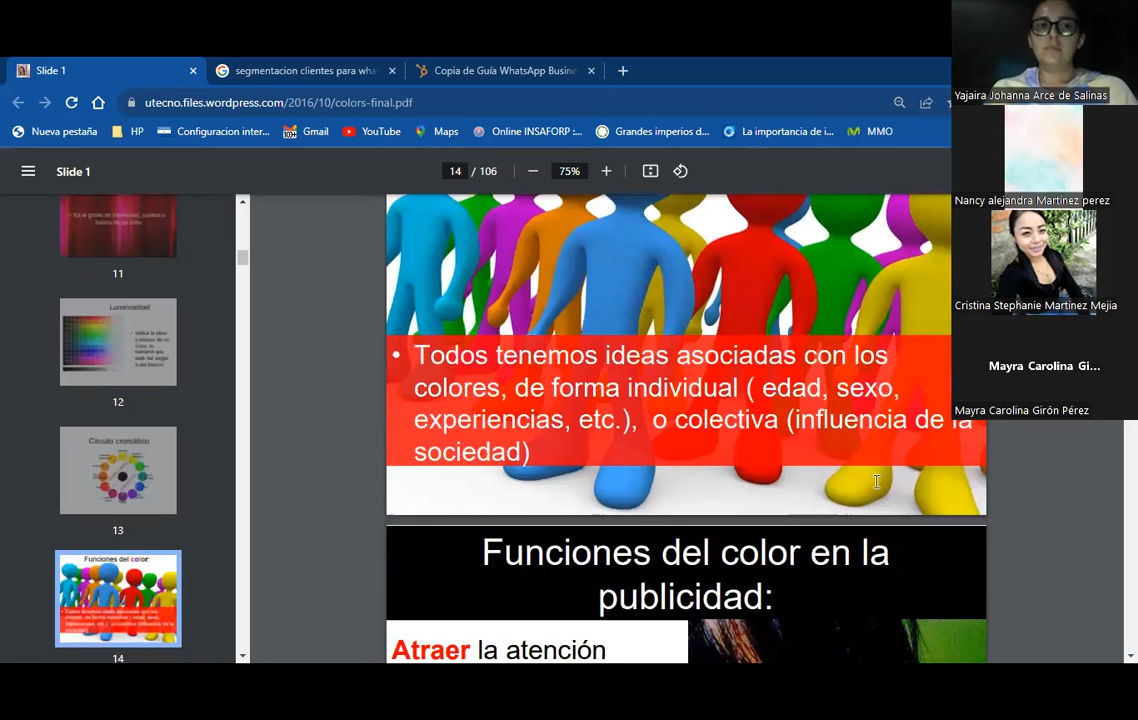 Slide 1
segmentacion clientes para wha
Copia de Guía WhatsApp Busine
utecno.files.wordpress.com/2016/10/colors-final.pdf
Nueva pestaña
HP
Configuracion inter...
Gmail
YouTube
Maps
Online INSAFORP :...
Grandes imperios d...
La importancia de i...
MMO
Slide 1
14 / 106
75%
11
Luminosidad
12
Círculo cromático
13
Funciones del color:
14
• Todos tenemos ideas asociadas con los
colores, de forma individual ( edad, sexo,
experiencias, etc.), o colectiva (influencia de la
sociedad)
Funciones del color en la
publicidad:
Atraer la atención
Yajaira Johanna Arce de Salinas
Nancy alejandra Martinez perez
Cristina Stephanie Martinez Mejia
Mayra Carolina Gi...
Mayra Carolina Girón Pérez